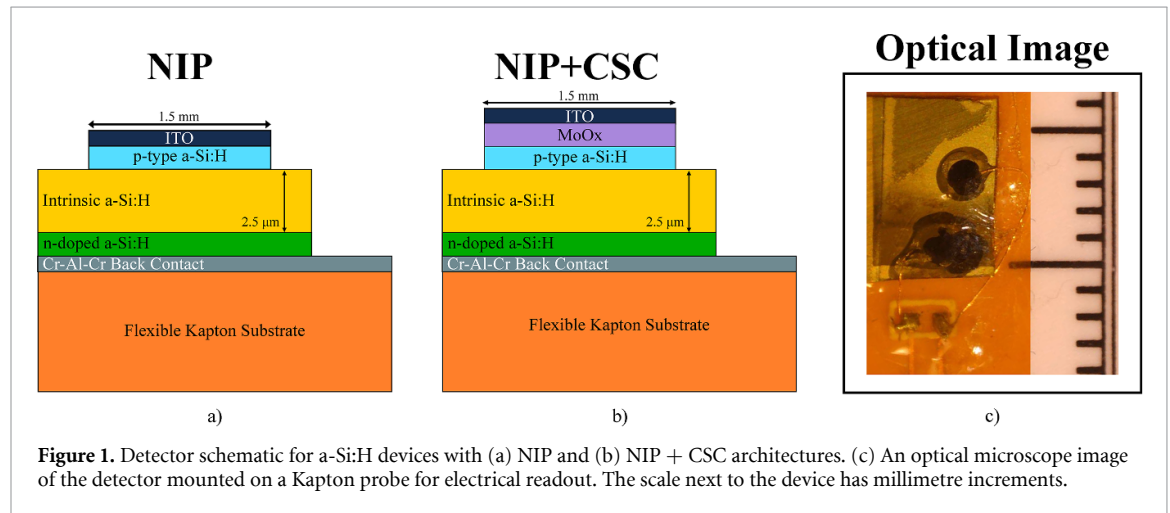 NIP
1.5 mm
ITO
p-type a-Si:H
Intrinsic a-Si:H
2.5 μm
n-doped a-Si:H
Cr-Al-Cr Back Contact
Flexible Kapton Substrate
a)
NIP+CSC
1.5 mm
ITO
MoOx
p-type a-Si:H
Intrinsic a-Si:H
2.5 μm
n-doped a-Si:H
Cr-Al-Cr Back Contact
Flexible Kapton Substrate
b)
Optical Image
c)
Figure 1. Detector schematic for a-Si:H devices with (a) NIP and (b) NIP + CSC architectures. (c) An optical microscope image
of the detector mounted on a Kapton probe for electrical readout. The scale next to the device has millimetre increments.